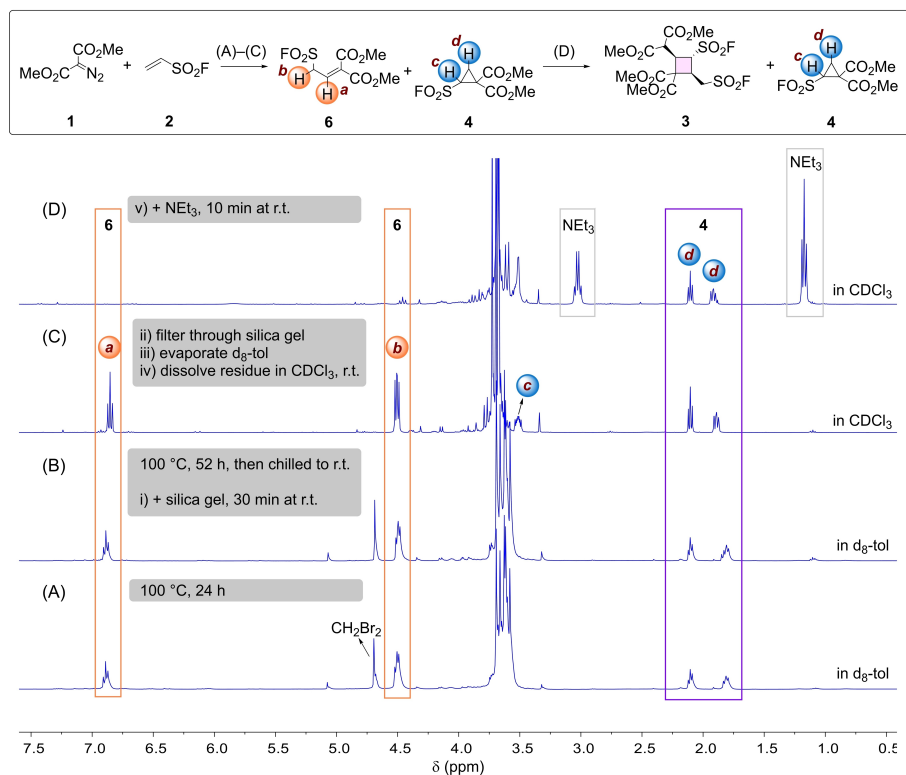 CO₂Me
MeO₂C
N₂
1
+
SO₂F
2
(A)–(C)
FO₂S
CO₂Me
CO₂Me
b
H
H
a
6
+
d
H
c
H
CO₂Me
CO₂Me
FO₂S
4
(D)
CO₂Me
MeO₂C
SO₂F
MeO₂C
MeO₂C
SO₂F
3
+
d
H
c
H
CO₂Me
CO₂Me
FO₂S
4
(D)
v) + NEt₃, 10 min at r.t.
6
6
NEt₃
4
NEt₃
d
d
in CDCl₃
(C)
a
ii) filter through silica gel
iii) evaporate d₈-tol
iv) dissolve residue in CDCl₃, r.t.
b
c
in CDCl₃
(B)
100 °C, 52 h, then chilled to r.t.
i) + silica gel, 30 min at r.t.
in d₈-tol
(A)
100 °C, 24 h
CH₂Br₂
in d₈-tol
7.5 7.0 6.5 6.0 5.5 5.0 4.5 4.0 3.5 3.0 2.5 2.0 1.5 1.0 0.5
δ (ppm)